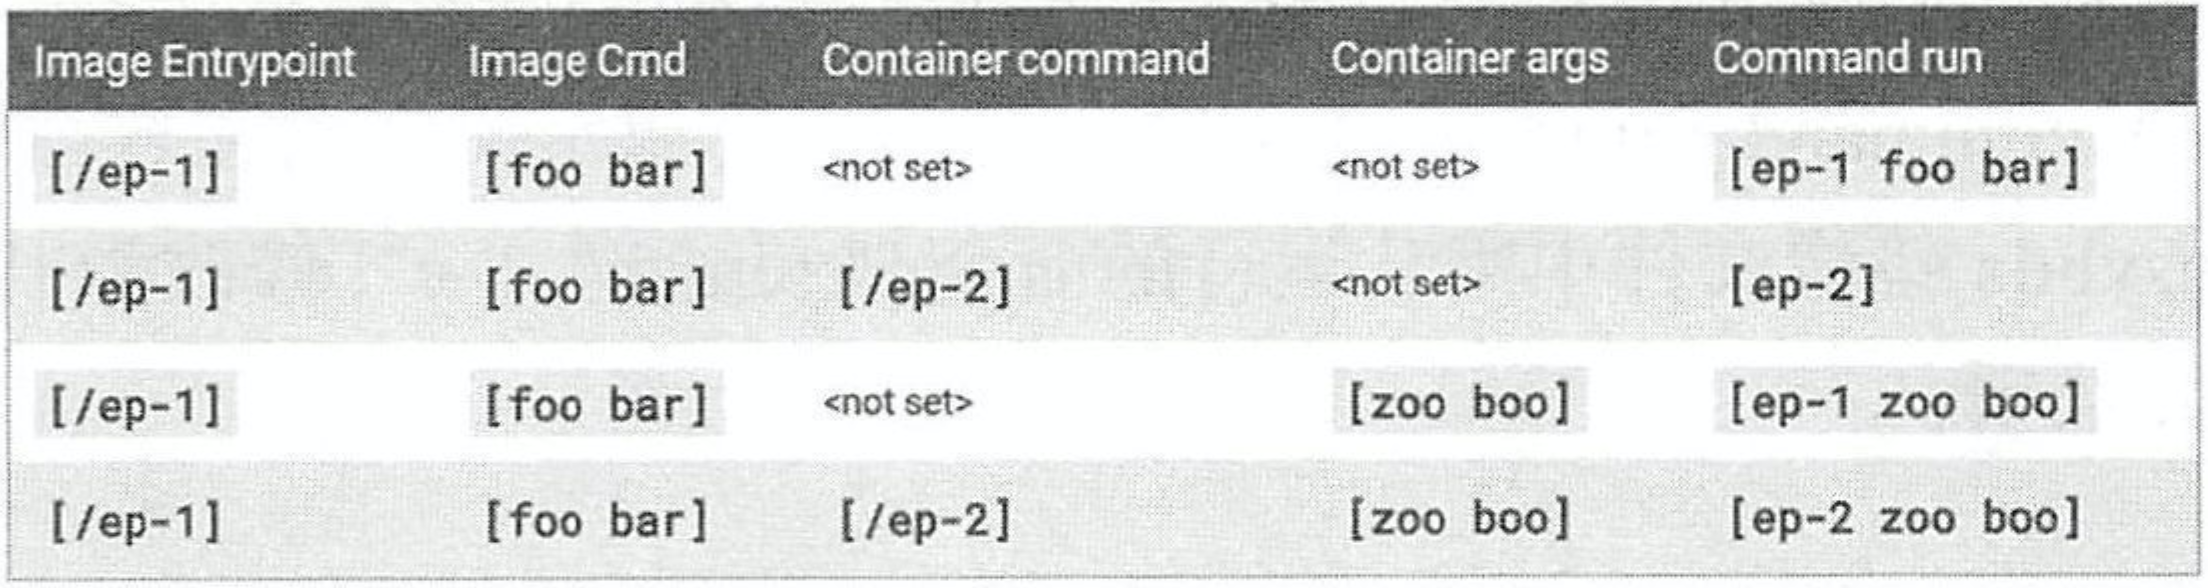 Image Entrypoint Image Cmd Container command Container args Command run
[/ep-1] [foo bar] <not set> <not set> [ep-1 foo bar]
[/ep-1] [foo bar] [/ep-2] <not set> [ep-2]
[/ep-1] [foo bar] <not set> [zoo boo] [ep-1 zoo boo]
[/ep-1] [foo bar] [/ep-2] [zoo boo] [ep-2 zoo boo]